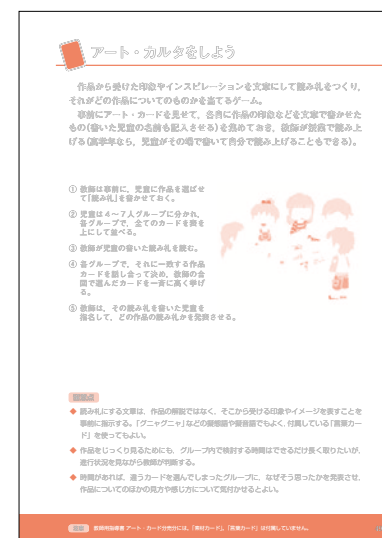 アート・カルタをしよう
作品から受けた印象やインスピレーションを文章にして読み札をつくり、
それがどの作品についてのものかを当てるゲーム。
事前にアート・カードを見せて、各自に作品の印象などを文章で書かせた
もの(書いた児童の名前も記入させる)を集めておき、教師が授業で読み上
げる(高学年なら、児童がその場で書いて自分で読み上げることもできる)。
① 教師は事前に、児童に作品を選ばせ
て「読み札」を書かせておく。
② 児童は4〜7人グループに分かれ、
各グループで、全てのカードを表を
上にして並べる。
③ 教師が児童の書いた読み札を読む。
④ 各グループで、それに一致する作品
カードを話し合って決め、教師の合
図で選んだカードを一斉に高く挙げ
る。
⑤ 教師は、その読み札を書いた児童を
指名して、どの作品の読み札かを発表させる。
◆ 読み札にする文章は、作品の解説ではなく、そこから受ける印象やイメージを表すことを
事前に指示する。「グニャグニャ」などの擬態語や擬音語でもよく、付属している「言葉カー
ド」を使ってもよい。
◆ 作品をじっくり見るためにも、グループ内で検討する時間はできるだけ長く取りたいが、
進行状況を見ながら教師が判断する。
◆ 時間があれば、違うカードを選んでしまったグループに、なぜそう思ったかを発表させ、
作品についてのほかの見方や感じ方について気付かせるとよい。
教師用指導書 アート・カード分売分には、「素材カード」、「言葉カード」は付属していません。